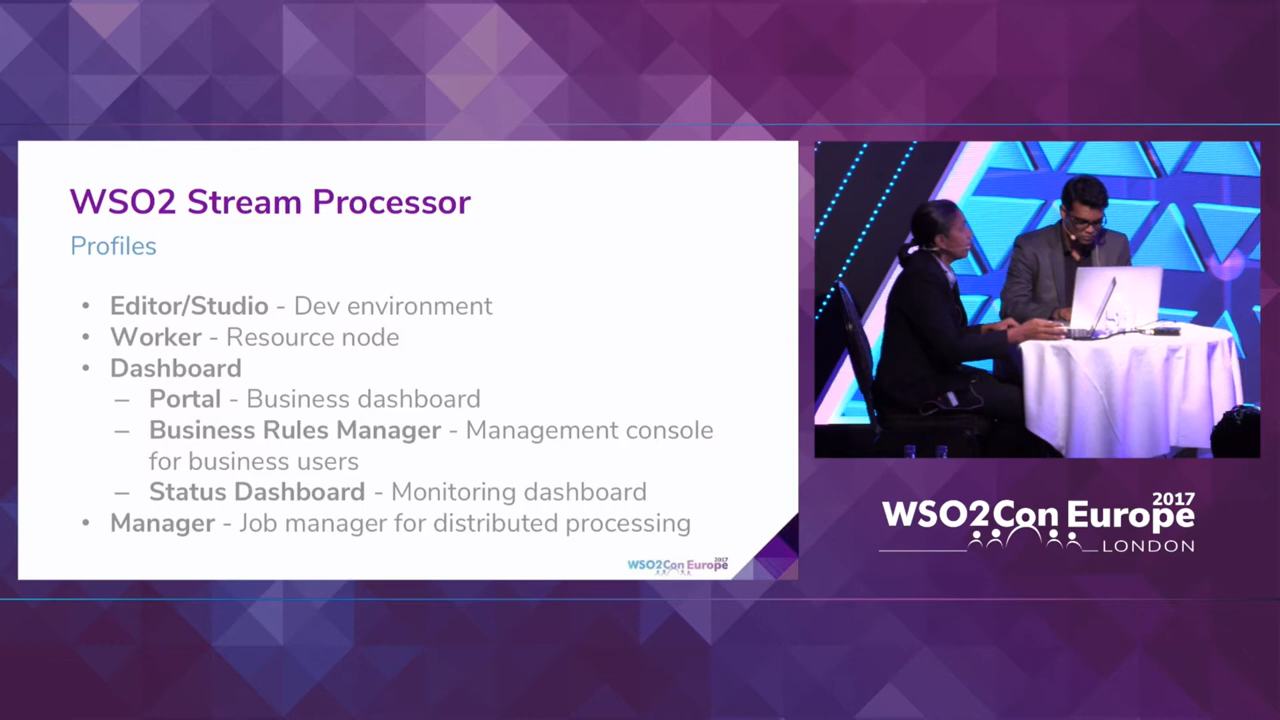 WSO2 Stream Processor
Profiles
• Editor/Studio - Dev environment
• Worker - Resource node
• Dashboard
– Portal - Business dashboard
– Business Rules Manager - Management console
for business users
– Status Dashboard - Monitoring dashboard
• Manager - Job manager for distributed processing
WSO2Con Europe 2017
WSO2Con Europe 2017
LONDON